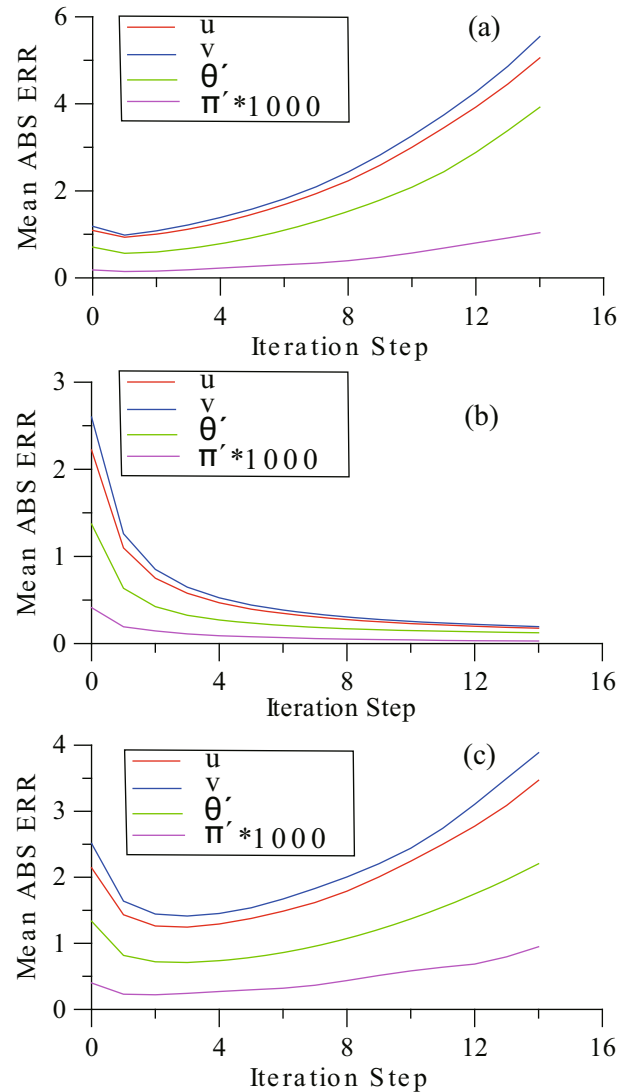 (a)
u
v
θ´
π´*1000
Mean ABS ERR
6
4
2
0
0 4 8 12 16
Iteration Step
(b)
u
v
θ´
π´*1000
Mean ABS ERR
3
2
1
0
0 4 8 12 16
Iteration Step
(c)
u
v
θ´
π´*1000
Mean ABS ERR
4
3
2
1
0
0 4 8 12 16
Iteration Step